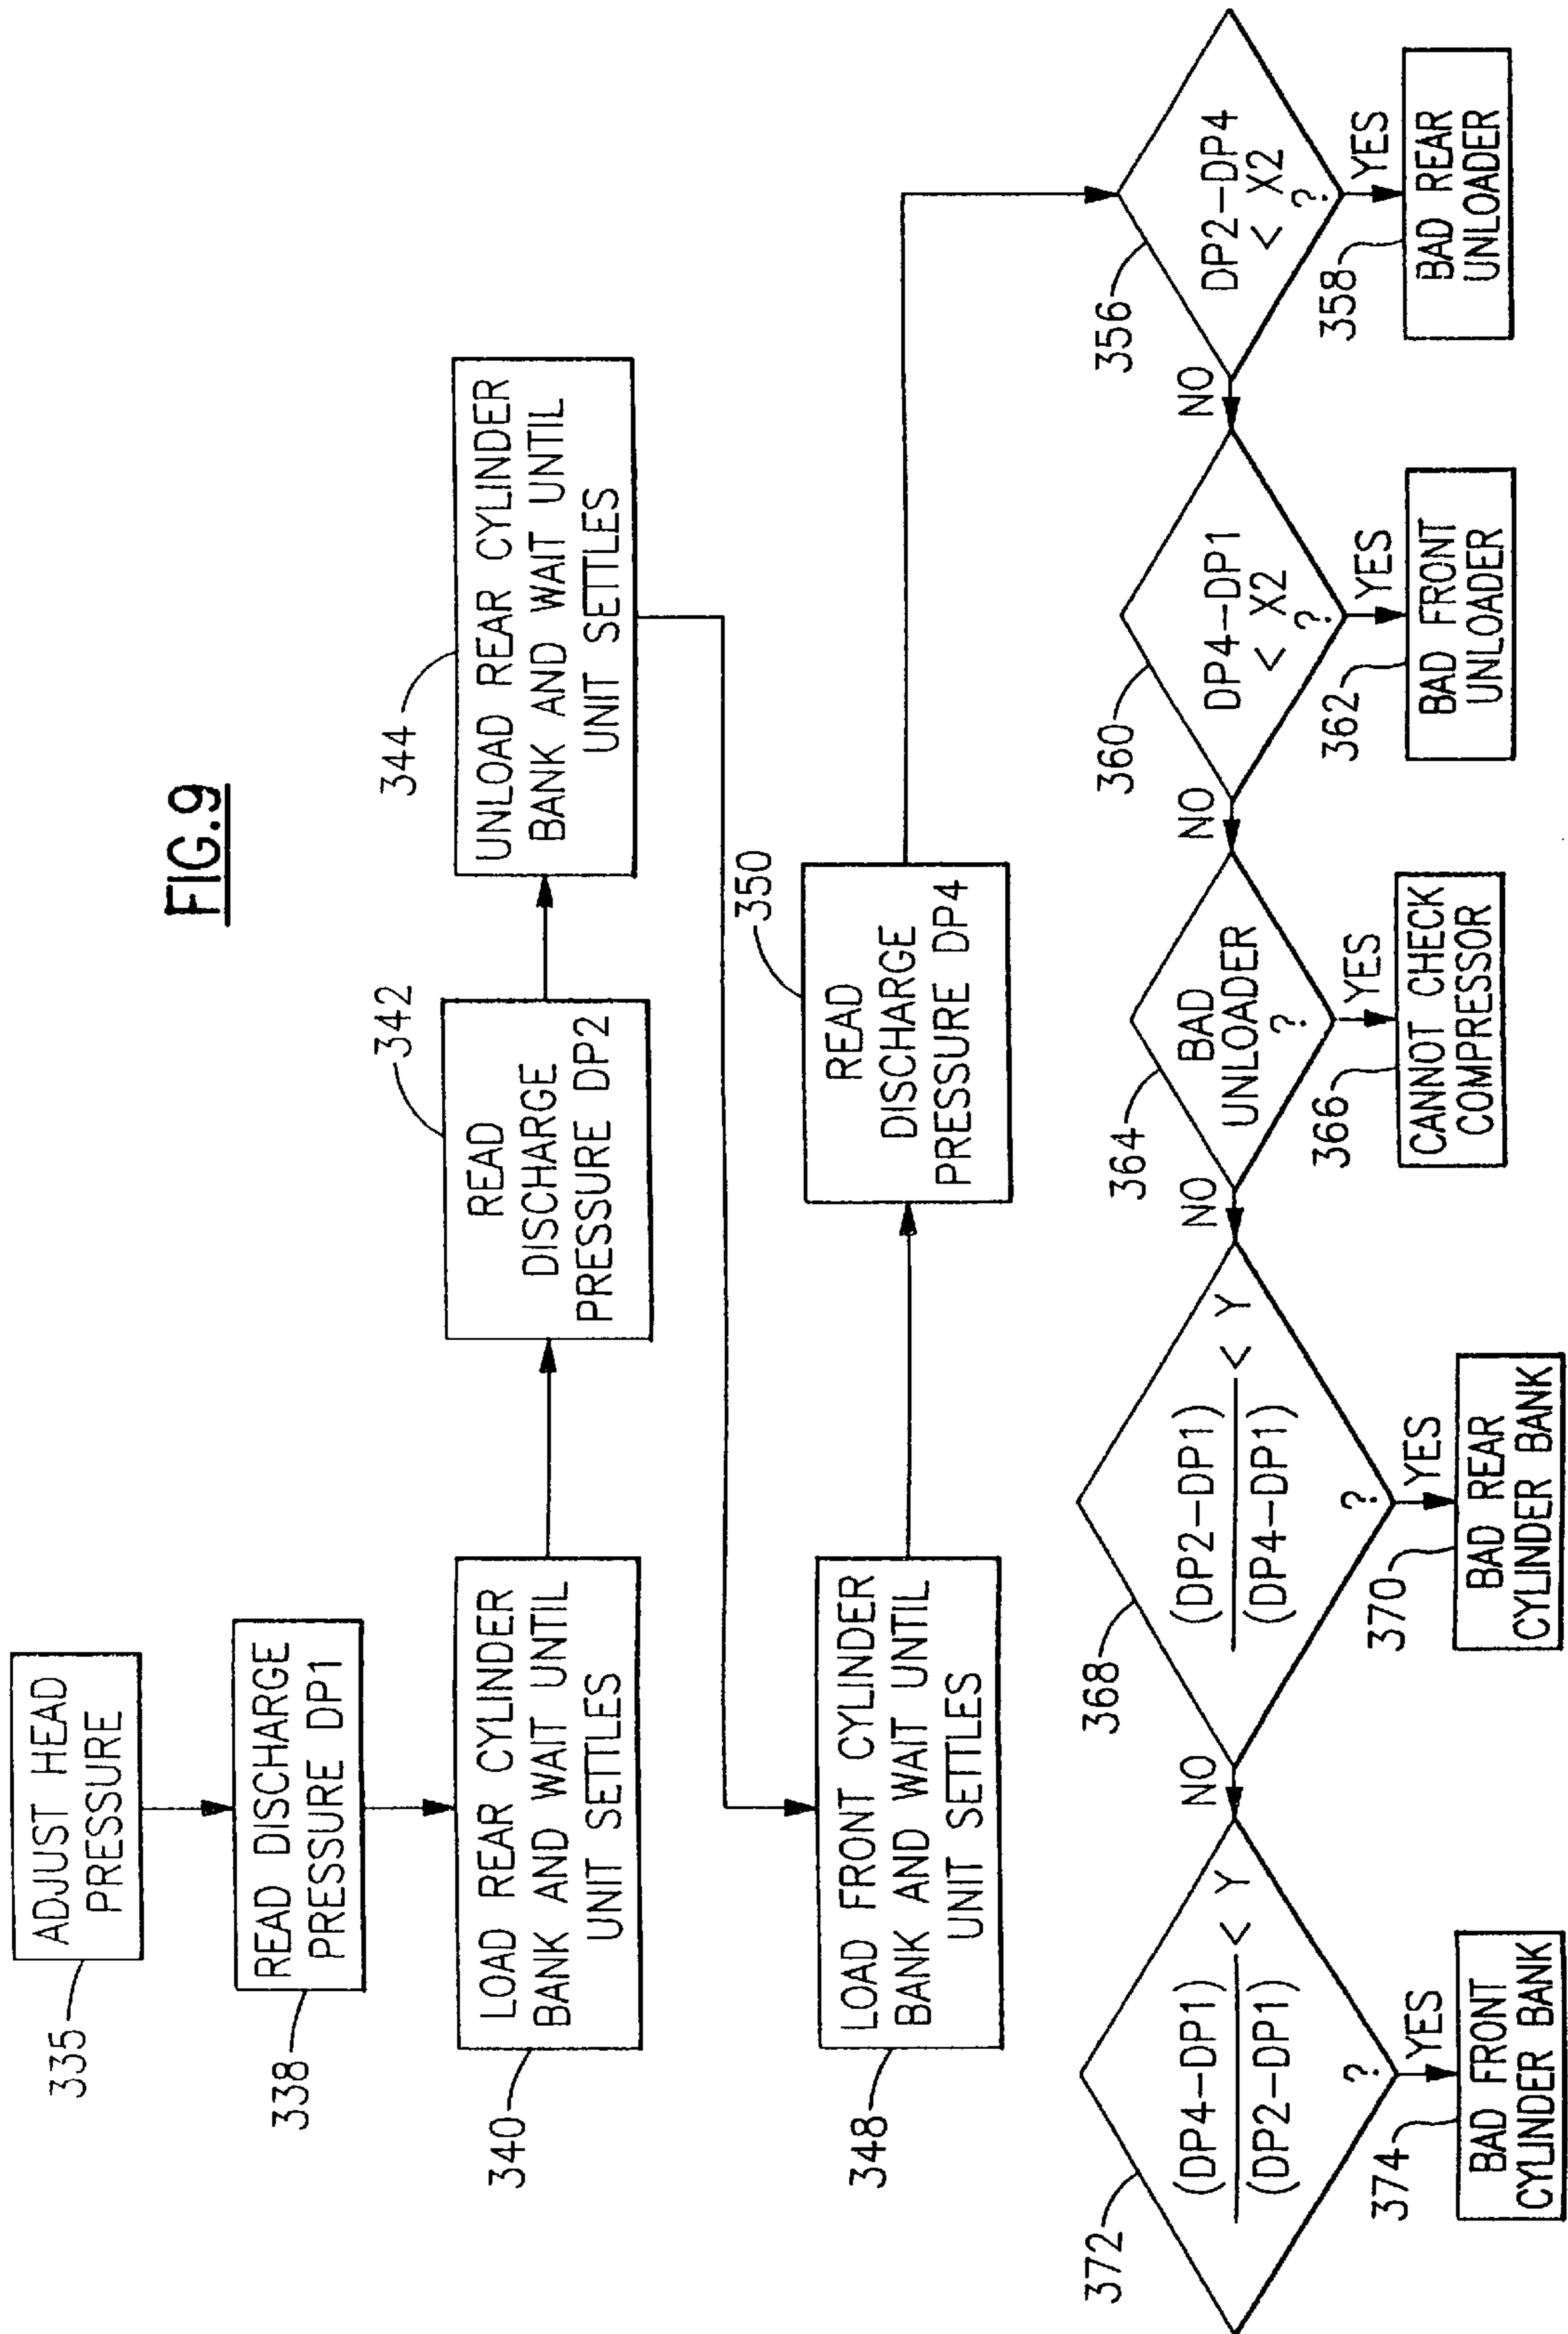 FIG.9
335
ADJUST HEAD
PRESSURE
338
READ DISCHARGE
PRESSURE DP1
340
LOAD REAR CYLINDER
BANK AND WAIT UNTIL
UNIT SETTLES
342
READ
DISCHARGE
PRESSURE DP2
344
UNLOAD REAR CYLINDER
BANK AND WAIT UNTIL
UNIT SETTLES
348
LOAD FRONT CYLINDER
BANK AND WAIT UNTIL
UNIT SETTLES
350
READ
DISCHARGE
PRESSURE DP4
356
DP2-DP4
< X2
?
YES
358
BAD REAR
UNLOADER
NO
360
DP4-DP1
< X2
?
YES
362
BAD FRONT
UNLOADER
NO
364
BAD
UNLOADER
?
YES
366
CANNOT CHECK
COMPRESSOR
NO
368
(DP2-DP1)
< Y
(DP4-DP1)
?
YES
370
BAD REAR
CYLINDER BANK
NO
372
(DP4-DP1)
< Y
(DP2-DP1)
?
YES
374
BAD FRONT
CYLINDER BANK